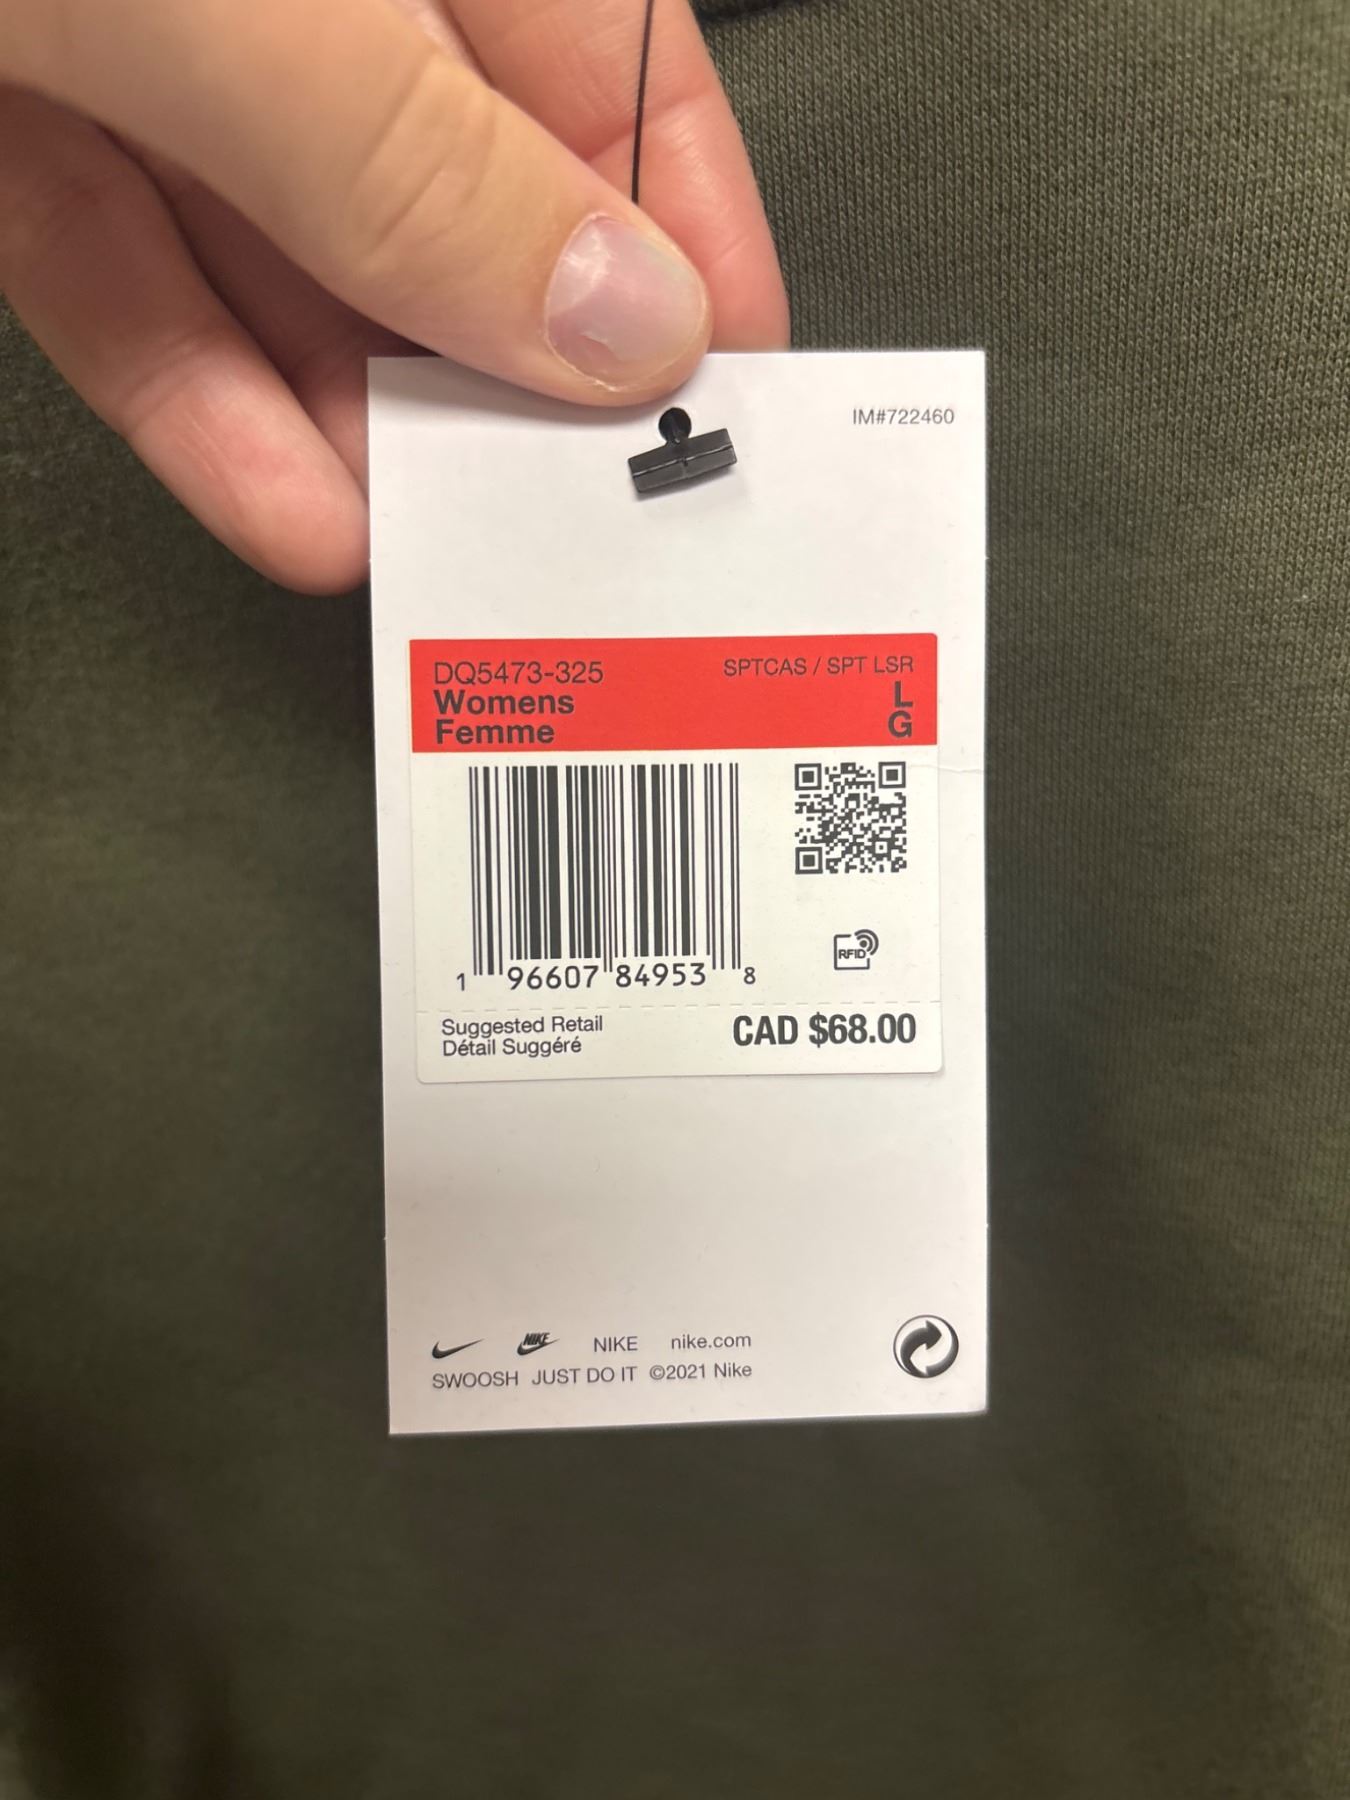 IM#722460
DQ5473-325 SPTCAS / SPT LSR
Womens L
Femme G
RFID
1 96607 84953 8
Suggested Retail CAD $68.00
Détail Suggéré
NIKE NIKE nike.com
SWOOSH JUST DO IT ©2021 Nike